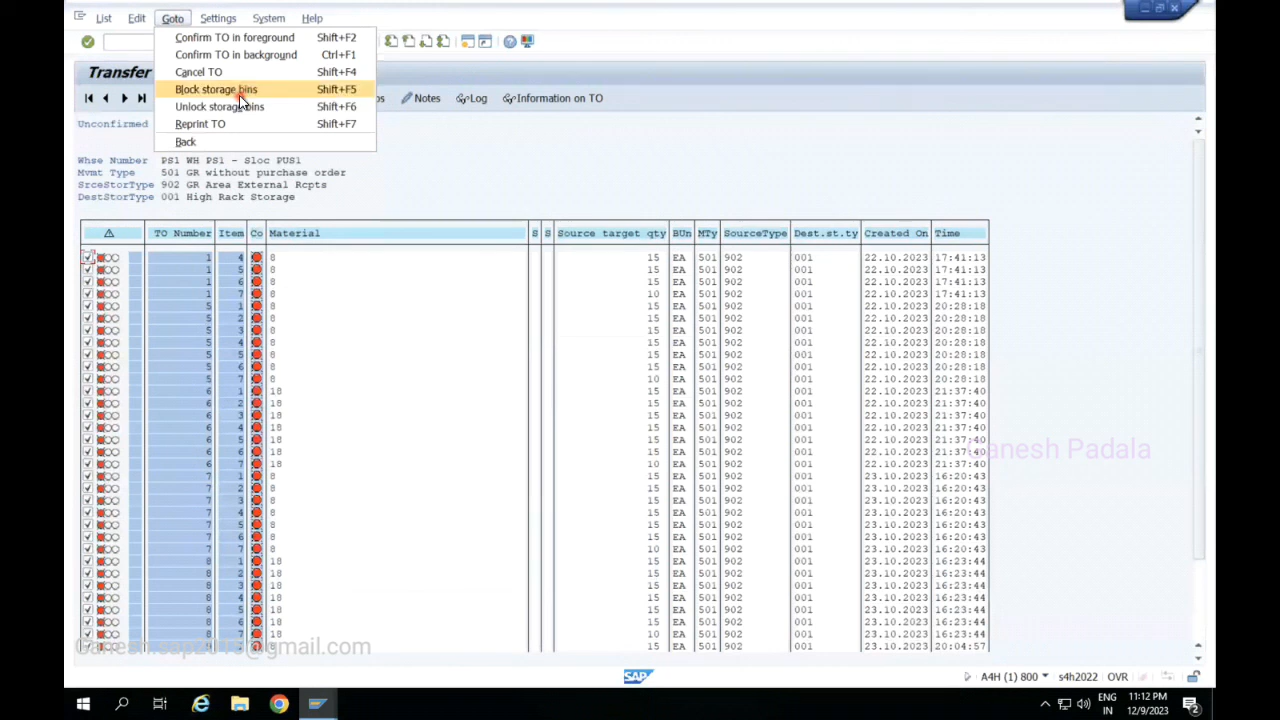 List Edit Goto Settings System Help
Confirm TO in foreground Shift+F2
Confirm TO in background Ctrl+F1
Cancel TO Shift+F4
Block storage bins Shift+F5
Unlock storage bins Shift+F6
Reprint TO Shift+F7
Back
Transfer
Notes Log Information on TO
Unconfirmed
Whse Number PS1 WH PS1 - Sloc PUS1
Mvmt Type 501 GR without purchase order
SrceStorType 902 GR Area External Rcpts
DestStorType 001 High Rack Storage
TO Number Item Co Material S S Source target qty BUn MTy SourceType Dest.st.ty Created On Time
1 4 8 15 EA 501 902 001 22.10.2023 17:41:13
1 5 8 15 EA 501 902 001 22.10.2023 17:41:13
1 6 8 15 EA 501 902 001 22.10.2023 17:41:13
1 7 8 10 EA 501 902 001 22.10.2023 17:41:13
5 1 8 15 EA 501 902 001 22.10.2023 20:28:18
5 2 8 15 EA 501 902 001 22.10.2023 20:28:18
5 3 8 15 EA 501 902 001 22.10.2023 20:28:18
5 4 8 15 EA 501 902 001 22.10.2023 20:28:18
5 5 8 15 EA 501 902 001 22.10.2023 20:28:18
5 6 8 15 EA 501 902 001 22.10.2023 20:28:18
5 7 8 10 EA 501 902 001 22.10.2023 20:28:18
6 1 18 15 EA 501 902 001 22.10.2023 21:37:40
6 2 18 15 EA 501 902 001 22.10.2023 21:37:40
6 3 18 15 EA 501 902 001 22.10.2023 21:37:40
6 4 18 15 EA 501 902 001 22.10.2023 21:37:40
6 5 18 15 EA 501 902 001 22.10.2023 21:37:40
6 6 18 15 EA 501 902 001 22.10.2023 21:37:40
6 7 18 10 EA 501 902 001 22.10.2023 21:37:40
Ganesh Padala
7 1 8 15 EA 501 902 001 23.10.2023 16:20:43
7 2 8 15 EA 501 902 001 23.10.2023 16:20:43
7 3 8 15 EA 501 902 001 23.10.2023 16:20:43
7 4 8 15 EA 501 902 001 23.10.2023 16:20:43
7 5 8 15 EA 501 902 001 23.10.2023 16:20:43
7 6 8 15 EA 501 902 001 23.10.2023 16:20:43
7 7 8 10 EA 501 902 001 23.10.2023 16:20:43
8 1 18 15 EA 501 902 001 23.10.2023 16:23:44
8 2 18 15 EA 501 902 001 23.10.2023 16:23:44
8 3 18 15 EA 501 902 001 23.10.2023 16:23:44
8 4 18 15 EA 501 902 001 23.10.2023 16:23:44
8 5 18 15 EA 501 902 001 23.10.2023 16:23:44
8 6 18 15 EA 501 902 001 23.10.2023 16:23:44
8 7 18 10 EA 501 902 001 23.10.2023 16:23:44
15 EA 501 902 001 23.10.2023 20:04:57
SAP A4H (1) 800 s4h2022 OVR
ENG 11:12 PM
IN 12/9/2023 2